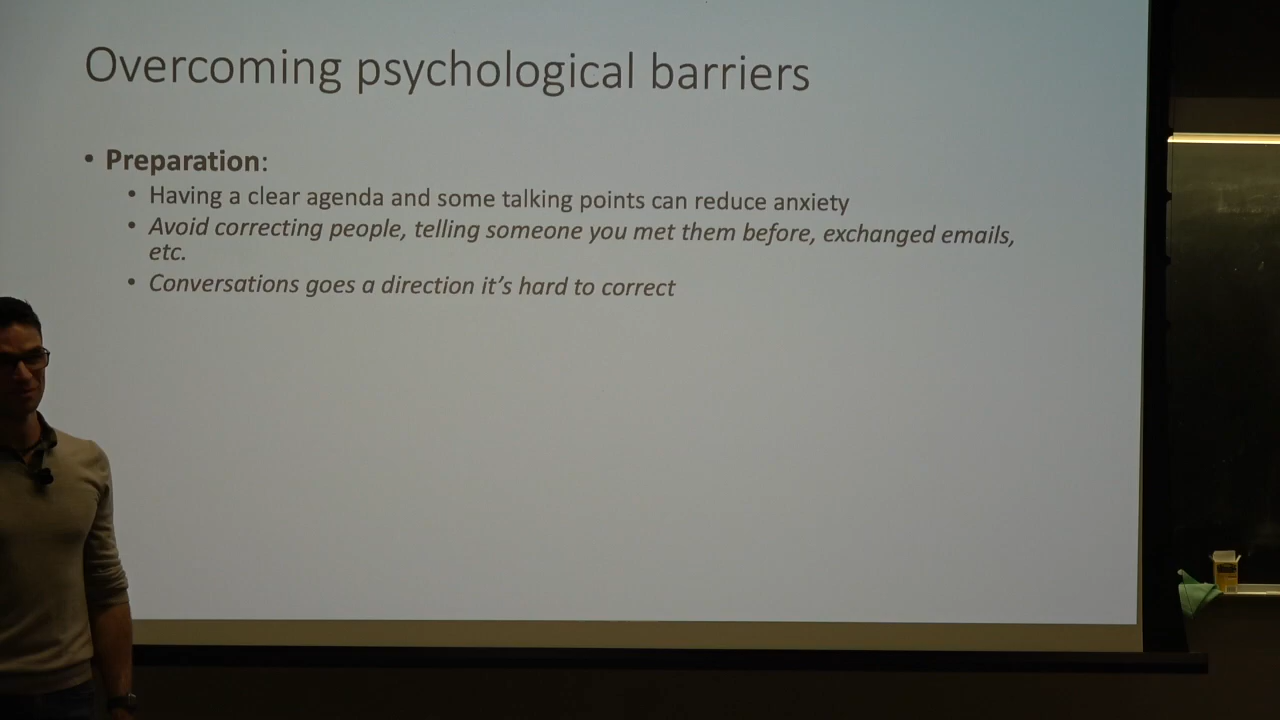 Overcoming psychological barriers
• Preparation:
• Having a clear agenda and some talking points can reduce anxiety
• Avoid correcting people, telling someone you met them before, exchanged emails,
etc.
• Conversations goes a direction it's hard to correct